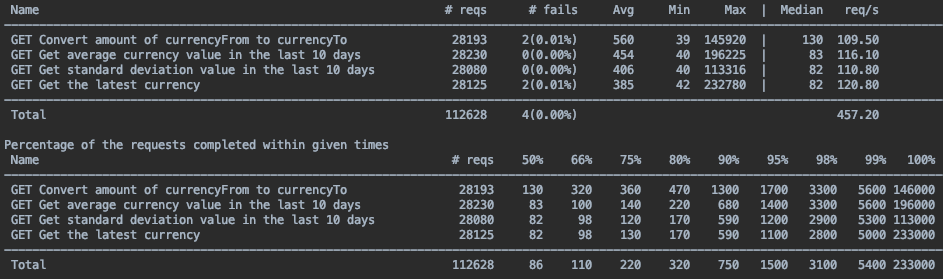 Name # reqs # fails Avg Min Max | Median req/s
GET Convert amount of currencyFrom to currencyTo 28193 2(0.01%) 560 39 145920 | 130 109.50
GET Get average currency value in the last 10 days 28230 0(0.00%) 454 40 196225 | 83 116.10
GET Get standard deviation value in the last 10 days 28080 0(0.00%) 406 40 113316 | 82 110.80
GET Get the latest currency 28125 2(0.01%) 385 42 232780 | 82 120.80
Total 112628 4(0.00%) 457.20
Percentage of the requests completed within given times
Name # reqs 50% 66% 75% 80% 90% 95% 98% 99% 100%
GET Convert amount of currencyFrom to currencyTo 28193 130 320 360 470 1300 1700 3300 5600 146000
GET Get average currency value in the last 10 days 28230 83 100 140 220 680 1400 3300 5600 196000
GET Get standard deviation value in the last 10 days 28080 82 98 120 170 590 1200 2900 5300 113000
GET Get the latest currency 28125 82 98 130 170 590 1100 2800 5000 233000
Total 112628 86 110 220 320 750 1500 3100 5400 233000